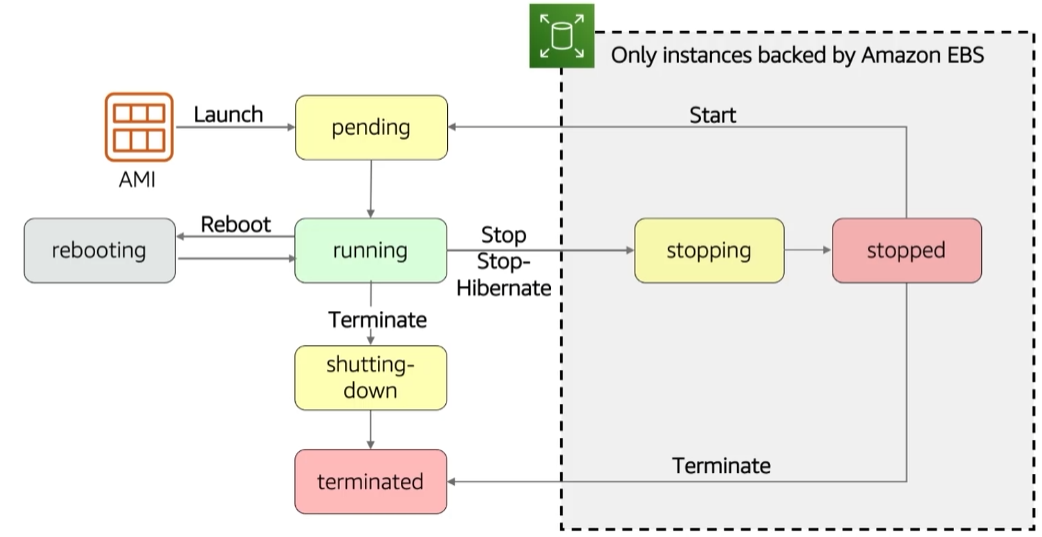 Only instances backed by Amazon EBS
Launch
pending
Start
AMI
rebooting
Reboot
running
Stop
Stop-
Hibernate
stopping
stopped
Terminate
shutting-
down
terminated
Terminate